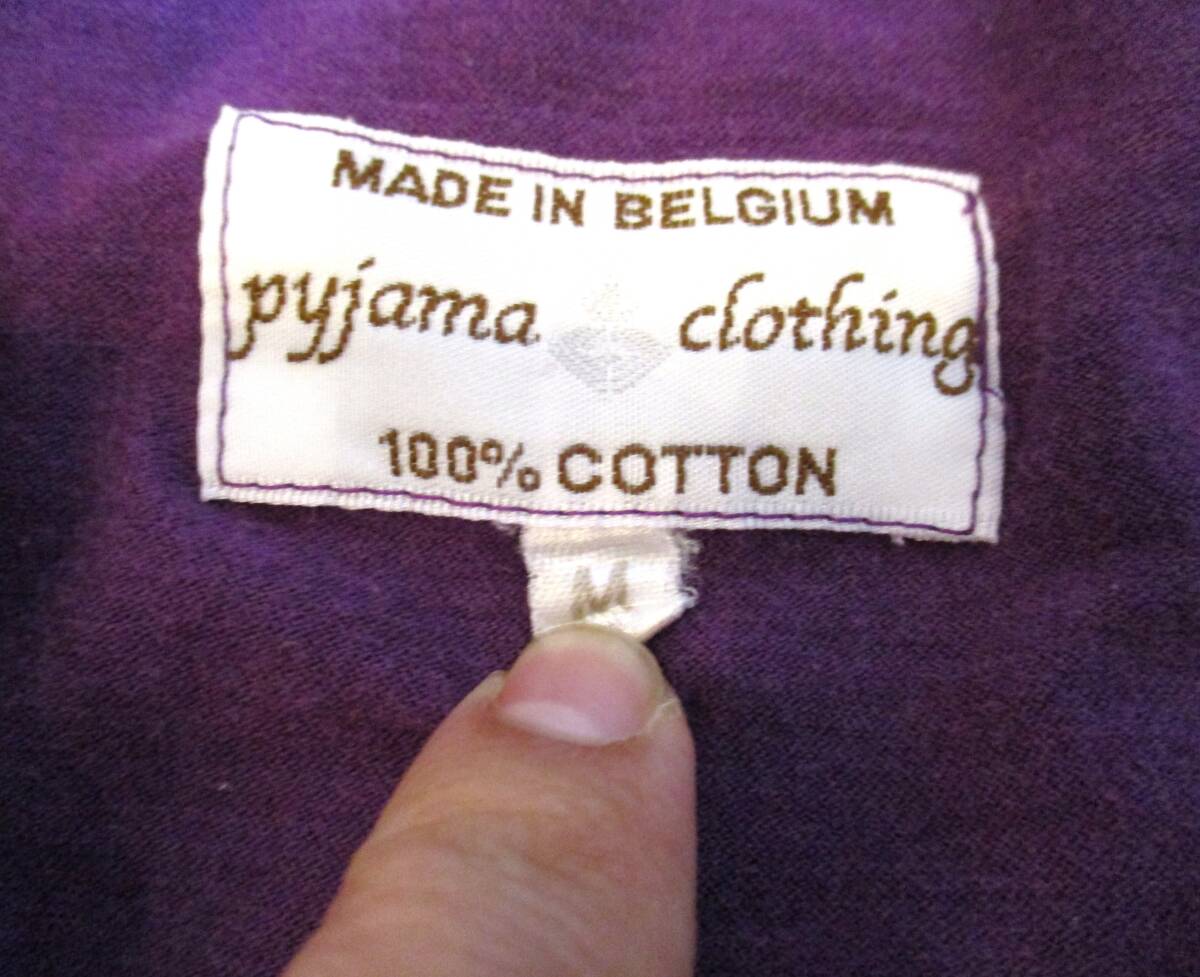 MADE IN BELGIUM
pyjama clothing
100% COTTON
M